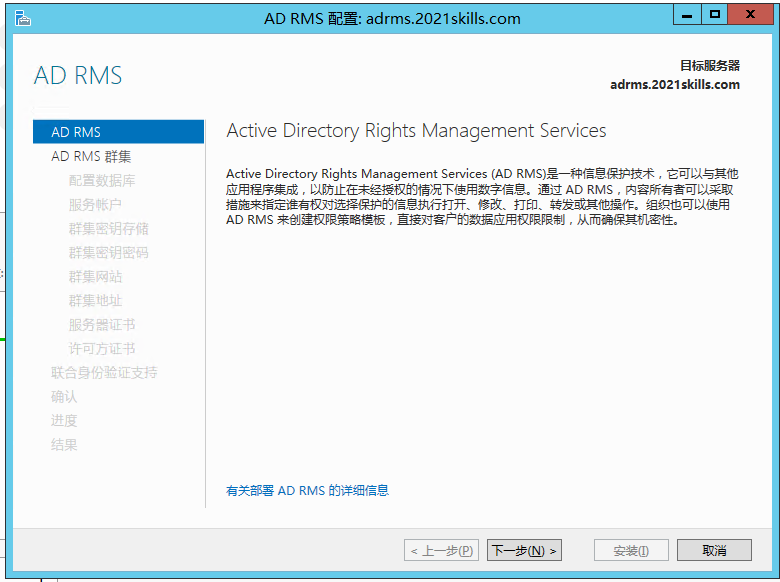 AD RMS 配置: adrms.2021skills.com
AD RMS
目标服务器
adrms.2021skills.com
AD RMS
AD RMS 群集
配置数据库
服务帐户
群集密钥存储
群集密钥密码
群集网站
群集地址
服务器证书
许可方证书
联合身份验证支持
确认
进度
结果
Active Directory Rights Management Services
Active Directory Rights Management Services (AD RMS)是一种信息保护技术，它可以与其他
应用程序集成，以防止在未经授权的情况下使用数字信息。通过 AD RMS，内容所有者可以采取
措施来指定谁有权对选择保护的信息执行打开、修改、打印、转发或其他操作。组织也可以使用
AD RMS 来创建权限策略模板，直接对客户的数据应用权限限制，从而确保其机密性。
有关部署 AD RMS 的详细信息
< 上一步(P)
下一步(N) >
安装(I)
取消